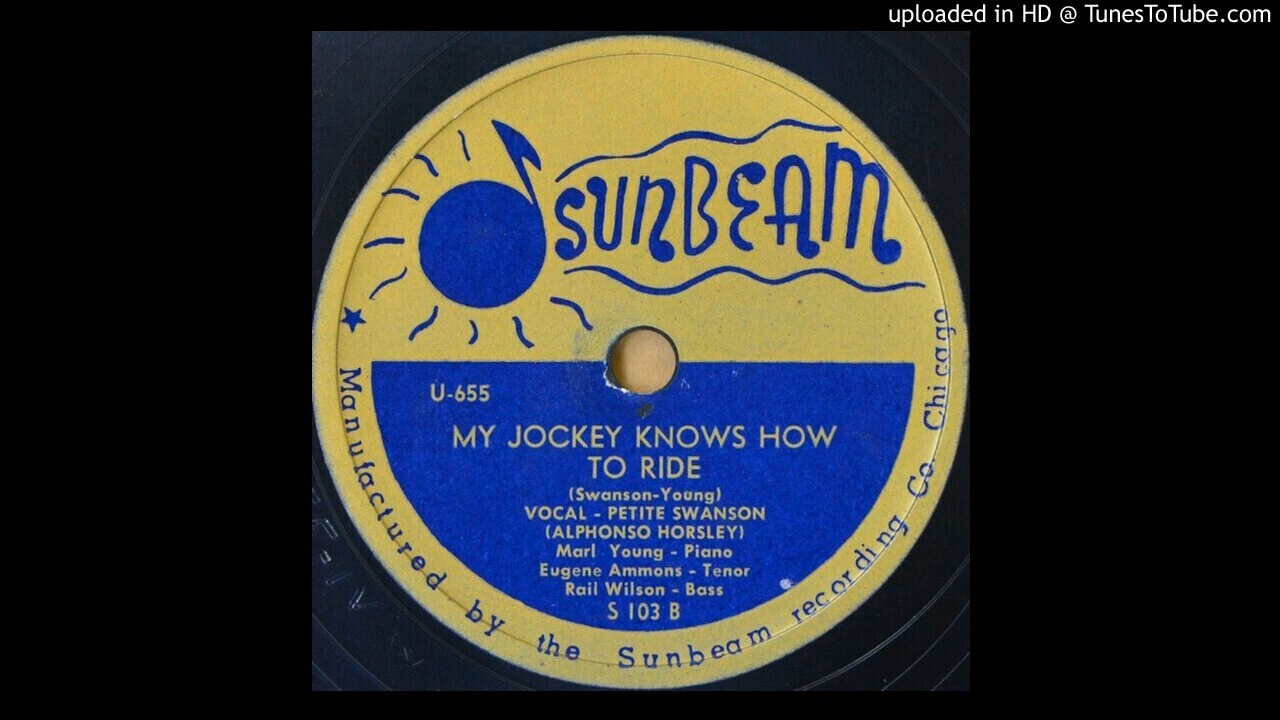 uploaded in HD @ TunesToTube.com
SUNBEAM
U-655
MY JOCKEY KNOWS HOW
TO RIDE
(Swanson-Young)
VOCAL - PETITE SWANSON
(ALPHONSO HORSLEY)
Marl Young - Piano
Eugene Ammons - Tenor
Rail Wilson - Bass
S 103 B
Manufactured by the Sunbeam recording Co. Chicago